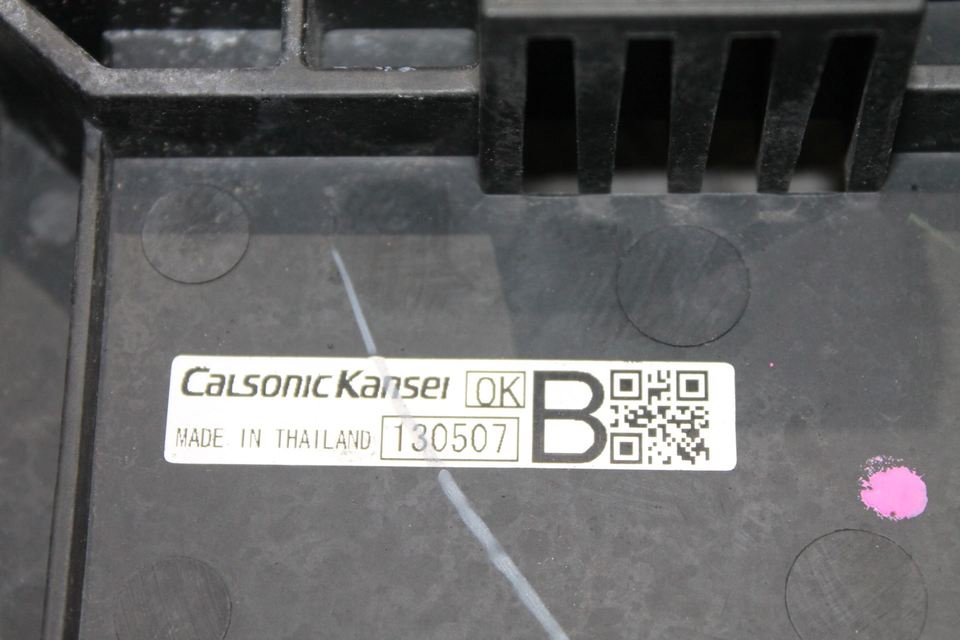 CalsonicKansei OK B
MADE IN THAILAND 130507